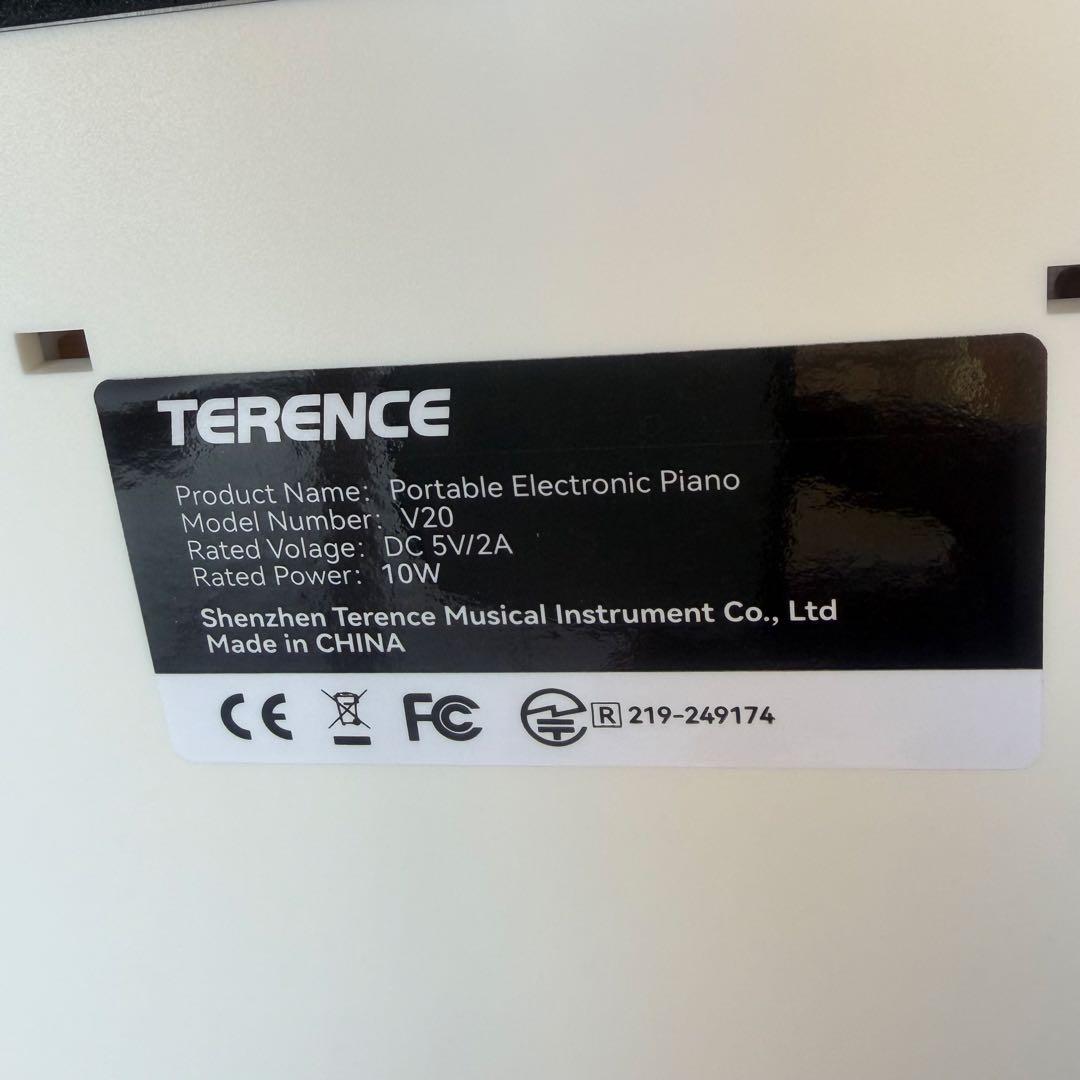 TERENCE
Product Name: Portable Electronic Piano
Model Number: V20
Rated Volage: DC 5V/2A
Rated Power: 10W
Shenzhen Terence Musical Instrument Co., Ltd
Made in CHINA
CE FC R 219-249174